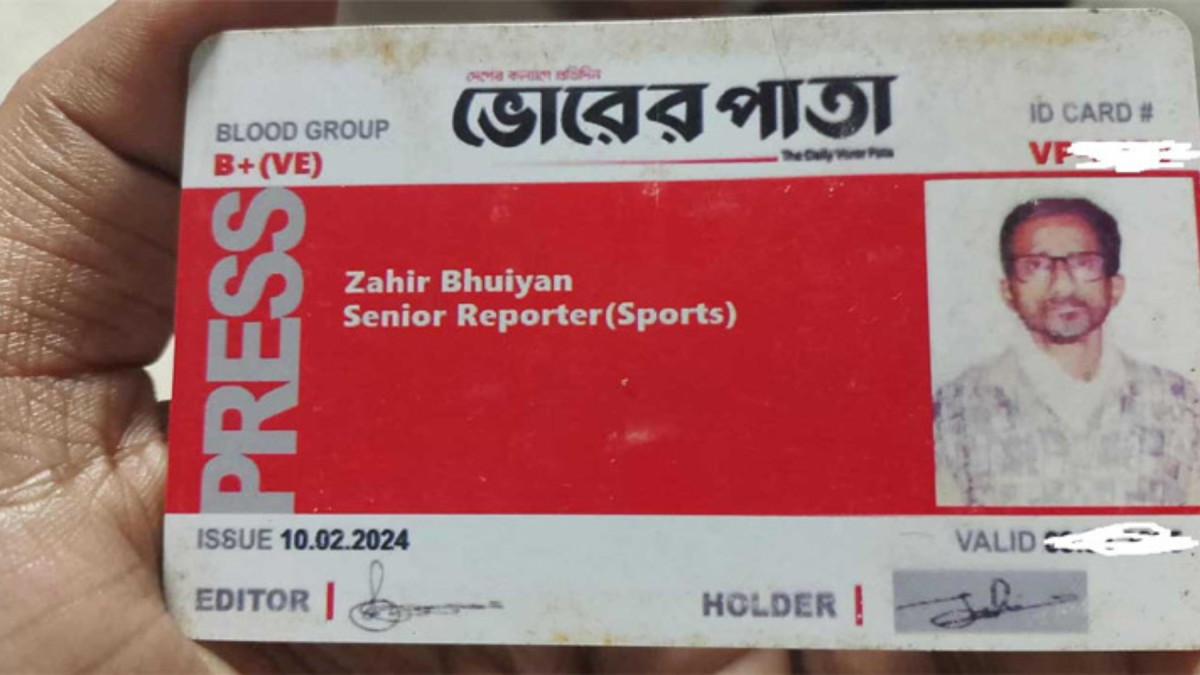 দেশের কল্যাণে প্রতিদিন
ভোরের পাতা
The Daily Vorer Pata
BLOOD GROUP
B+(VE)
ID CARD #
PRESS
Zahir Bhuiyan
Senior Reporter(Sports)
ISSUE 10.02.2024
VALID
EDITOR
HOLDER